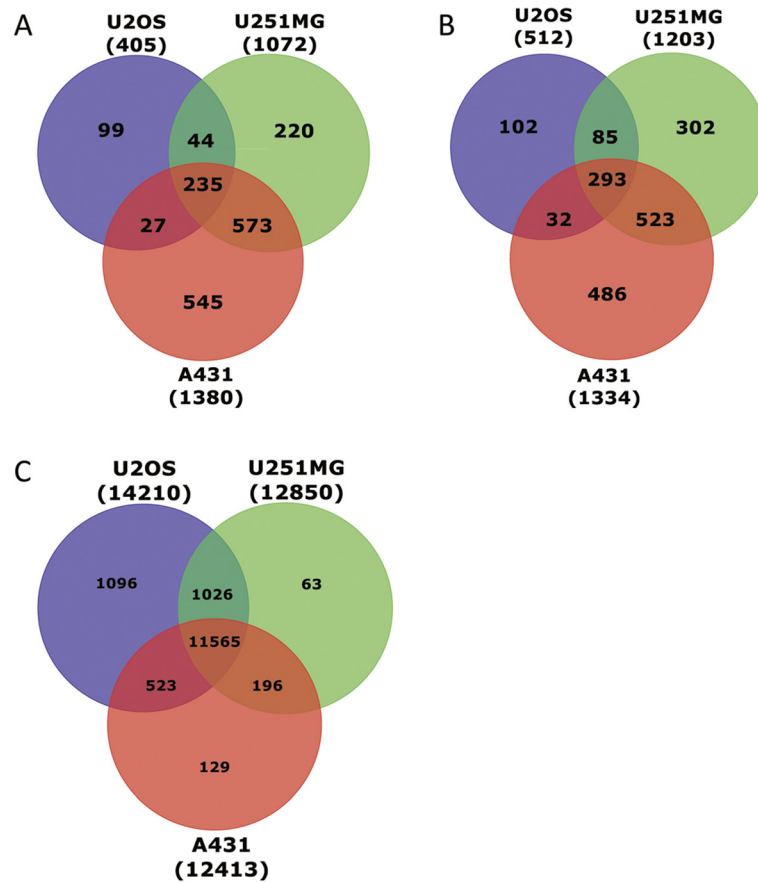 A
U2OS
(405)
U251MG
(1072)
99
44
220
235
27
573
545
A431
(1380)
B
U2OS
(512)
U251MG
(1203)
102
85
302
293
32
523
486
A431
(1334)
C
U2OS
(14210)
U251MG
(12850)
1096
1026
63
11565
523
196
129
A431
(12413)